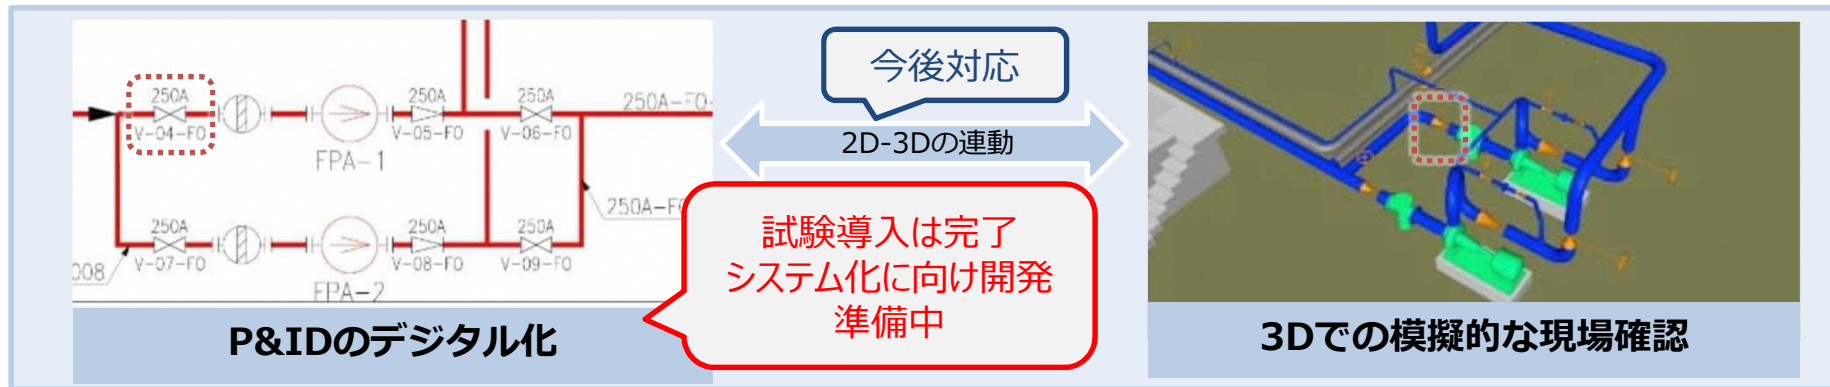 今後対応
2D-3Dの連動
試験導入は完了
システム化に向け開発
準備中
250A
250A
250A
250A-FO-
V-04-FO
V-05-FO
V-06-FO
FPA-1
250A-F
250A
250A
250A
V-07-FO
V-08-FO
V-09-FO
008
FPA-2
P&IDのデジタル化
3Dでの模擬的な現場確認